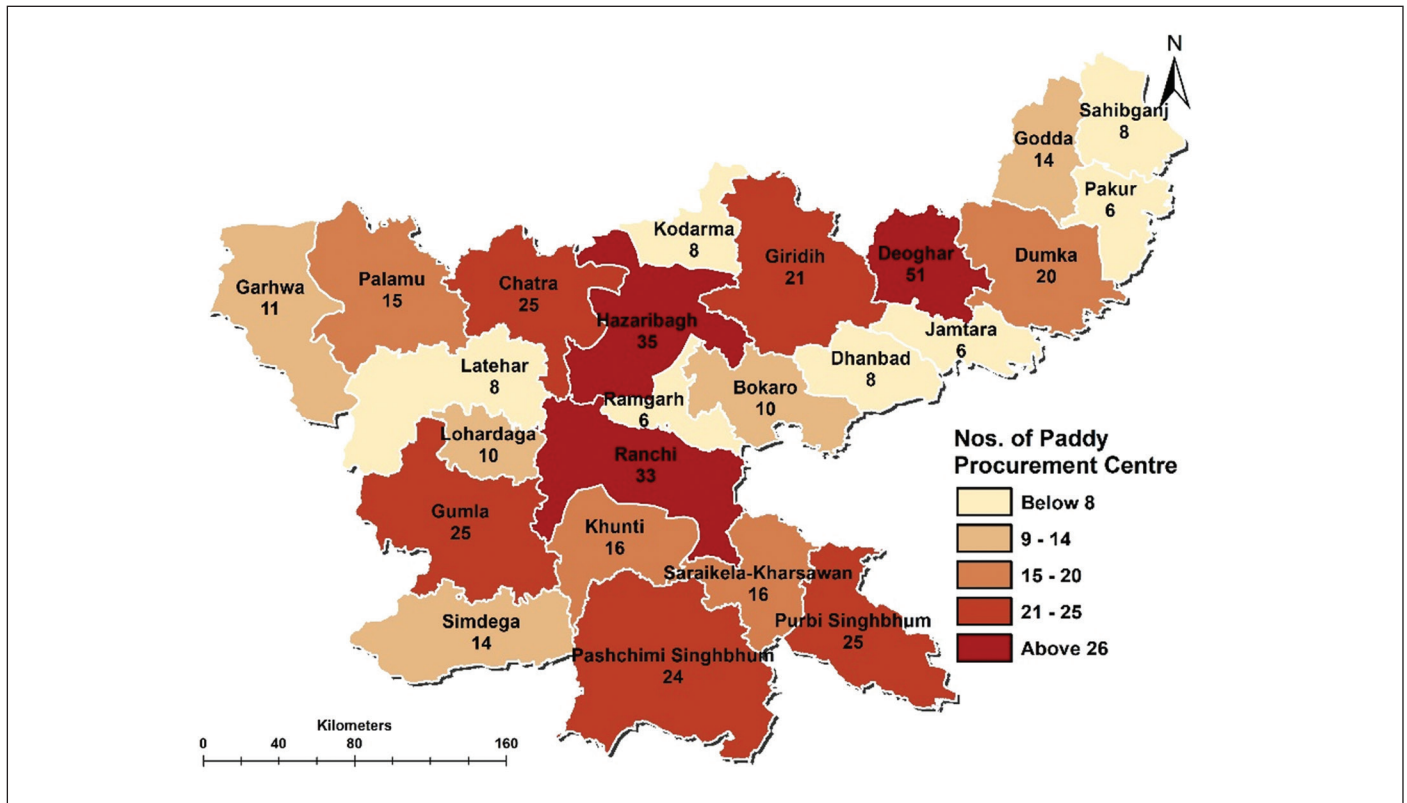 N
Sahibganj
8
Godda
14
Pakur
6
Kodarma
8
Giridih
21
Deoghar
51
Dumka
20
Garhwa
11
Palamu
15
Chatra
25
Hazaribagh
35
Jamtara
6
Latehar
8
Dhanbad
8
Ramgarh
6
Bokaro
10
Lohardaga
10
Ranchi
33
Gumla
25
Khunti
16
Saraikela-Kharsawan
16
Simdega
14
Purbi Singhbhum
25
Pashchimi Singhbhum
24
Nos. of Paddy
Procurement Centre
Below 8
9 - 14
15 - 20
21 - 25
Above 26
Kilometers
0 40 80 160